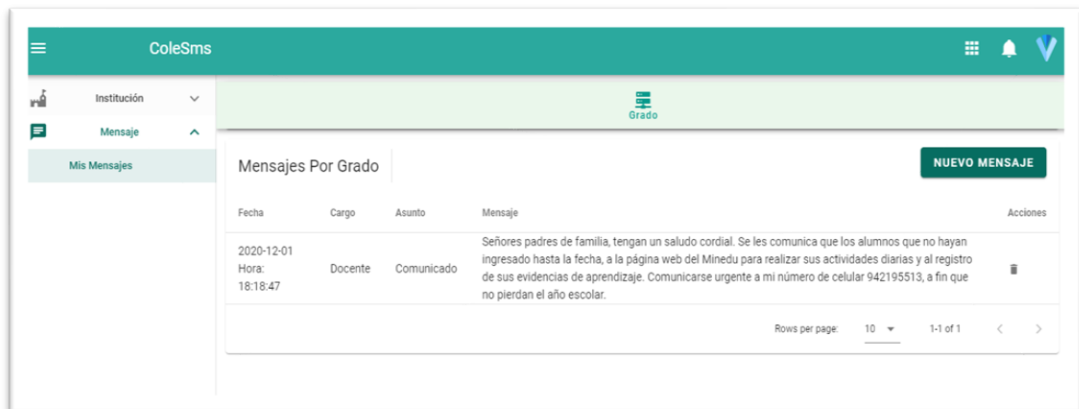 ColeSms
Institución
Mensaje
Mis Mensajes
Grado
Mensajes Por Grado
NUEVO MENSAJE
Fecha Cargo Asunto Mensaje Acciones
2020-12-01
Hora:
18:18:47
Docente
Comunicado
Señores padres de familia, tengan un saludo cordial. Se les comunica que los alumnos que no hayan
ingresado hasta la fecha, a la página web del Minedu para realizar sus actividades diarias y al registro
de sus evidencias de aprendizaje. Comunicarse urgente a mi número de celular 942195513, a fin que
no pierdan el año escolar.
Rows per page: 10 1-1 of 1